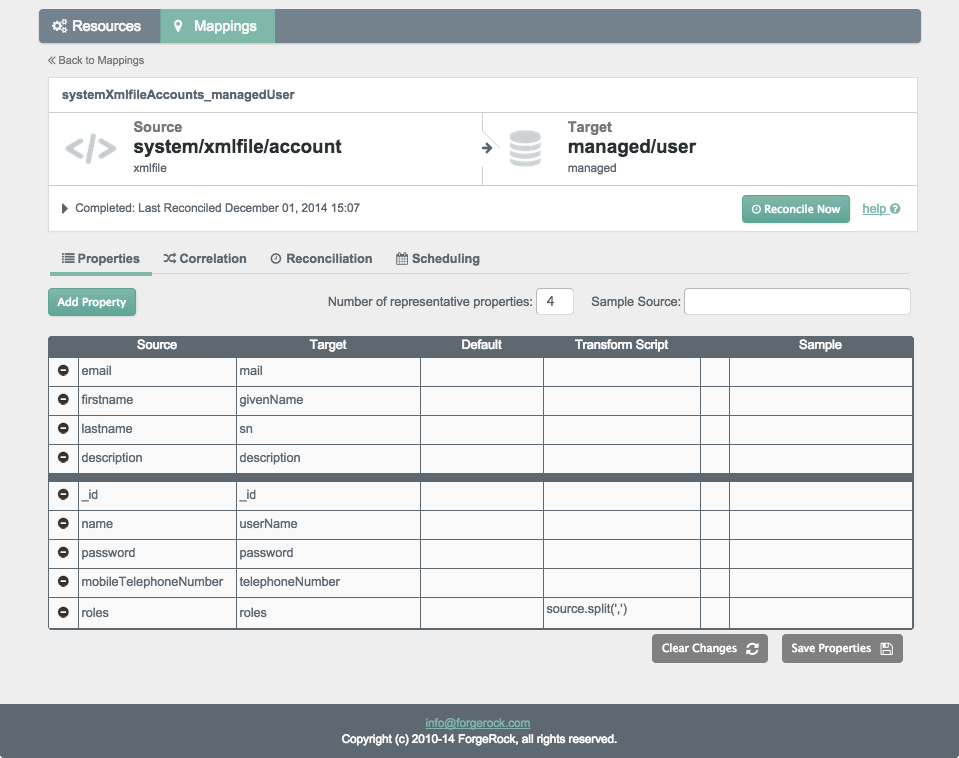 Resources Mappings
Back to Mappings
systemXmlfileAccounts_managedUser
Source
system/xmlfile/account
xmlfile
Target
managed/user
managed
Completed: Last Reconciled December 01, 2014 15:07
Reconcile Now help
Properties Correlation Reconciliation Scheduling
Add Property Number of representative properties: 4 Sample Source:
Source Target Default Transform Script Sample
email mail
firstname givenName
lastname sn
description description
_id _id
name userName
password password
mobileTelephoneNumber telephoneNumber
roles roles source.split(',')
Clear Changes Save Properties
info@forgerock.com
Copyright (c) 2010-14 ForgeRock, all rights reserved.